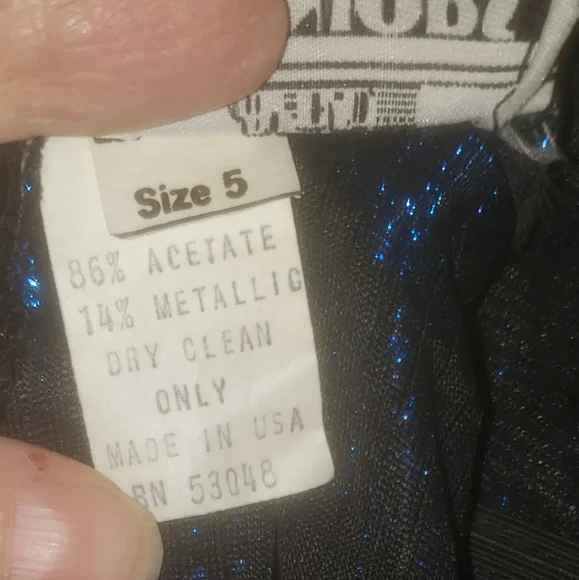 Size 5
86% ACETATE
14% METALLIC
DRY CLEAN
ONLY
MADE IN USA
RN 53048